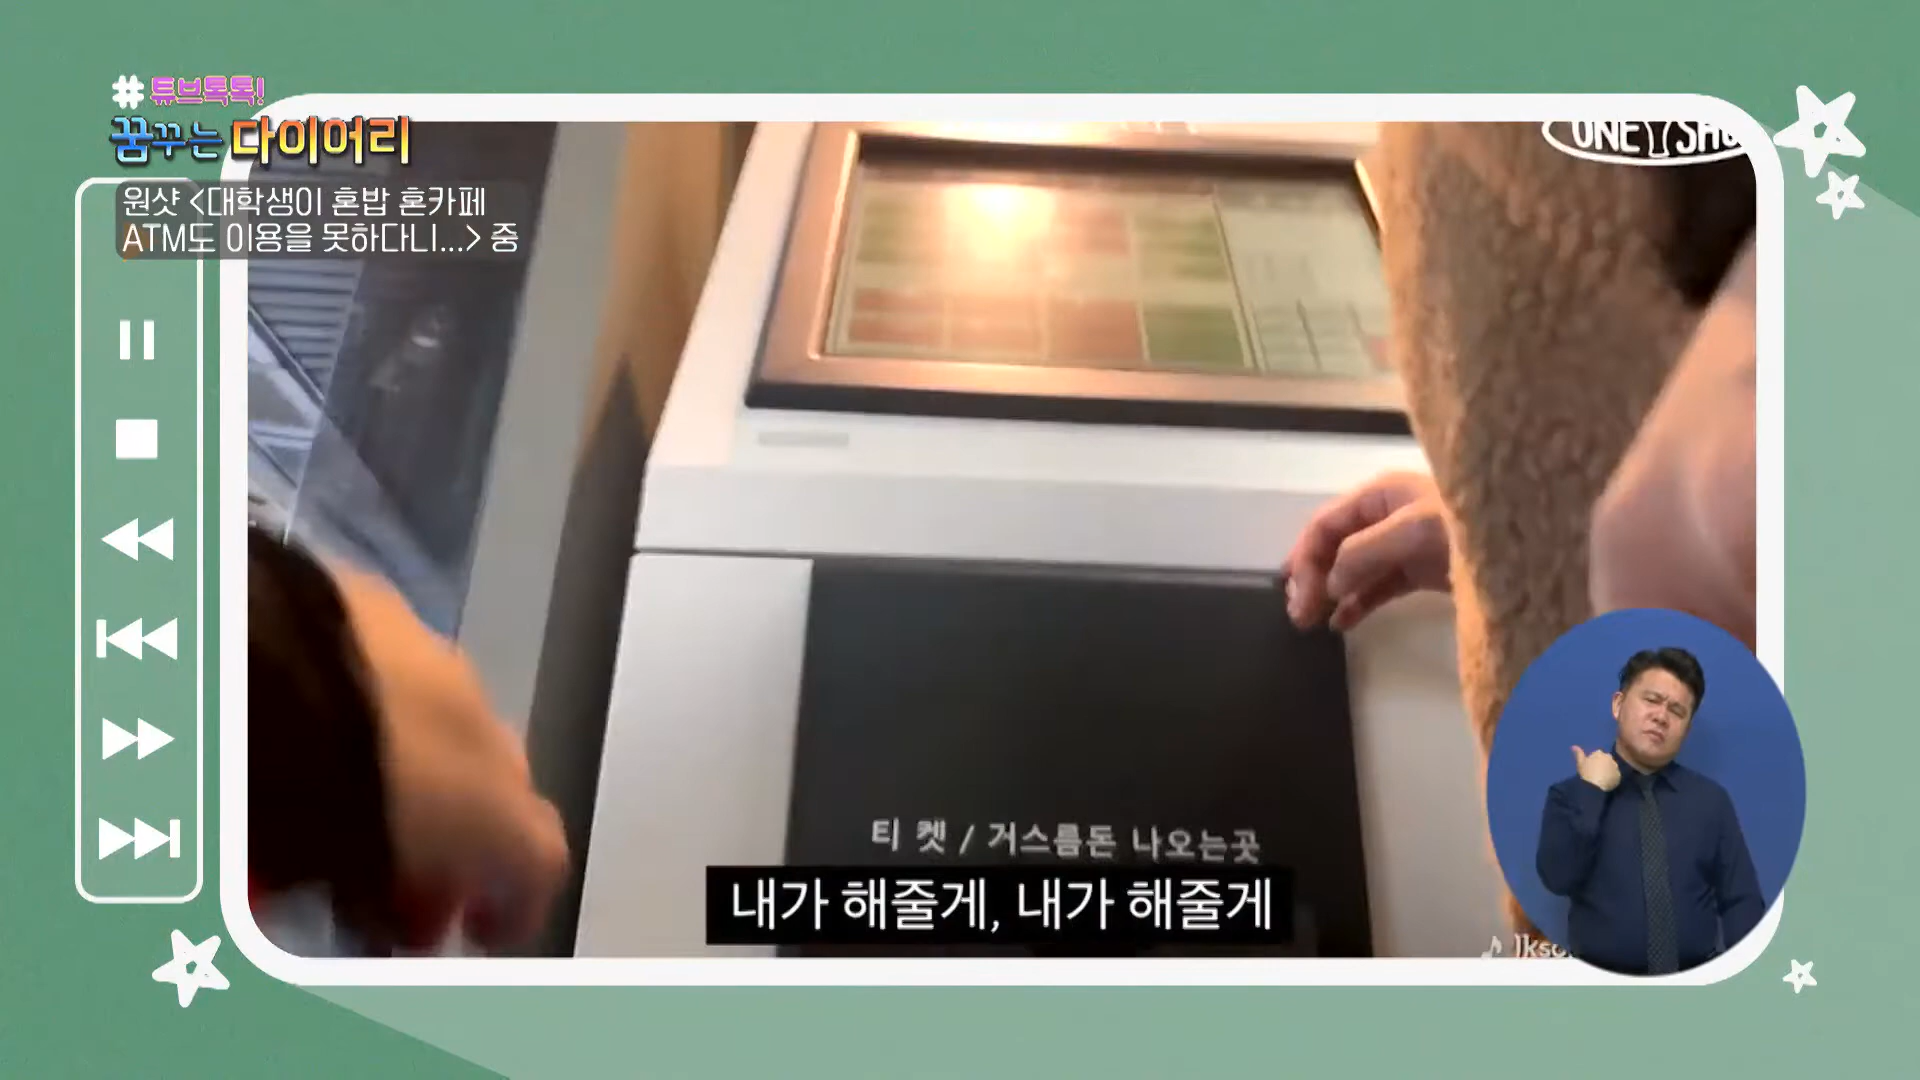 #튜브톡톡!
꿈꾸는 다이어리
원샷 <대학생이 혼밥 혼카페
ATM도 이용을 못하다니...> 중
티 켓 / 거스름돈 나오는곳
내가 해줄게, 내가 해줄게